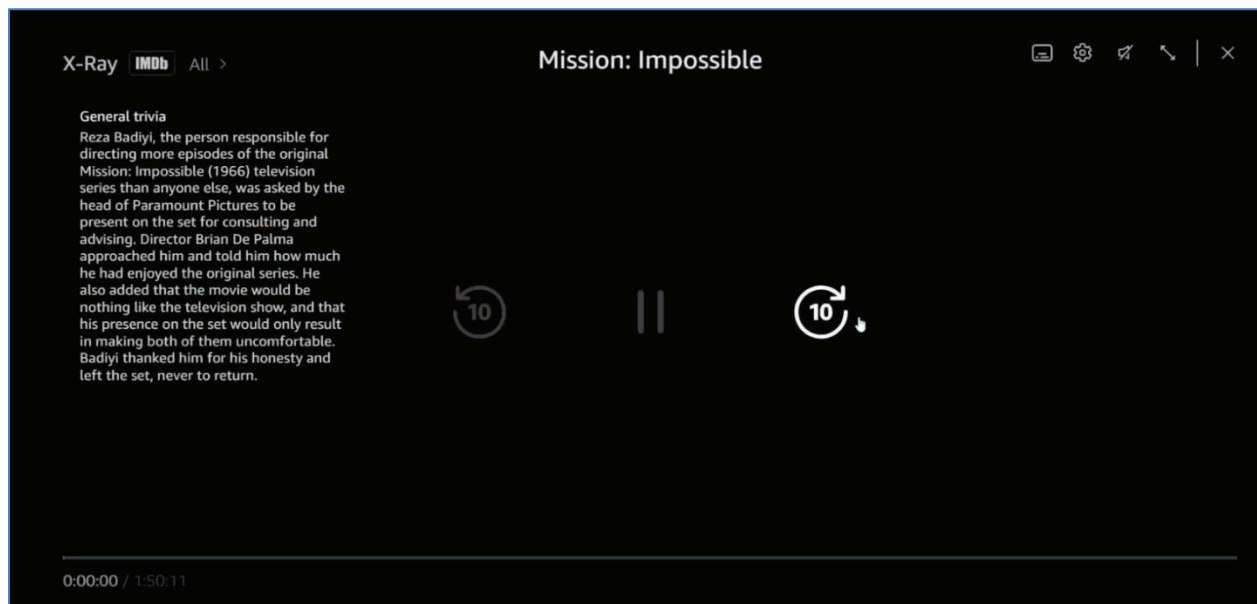 X-Ray IMDb All >
Mission: Impossible
General trivia
Reza Badiyi, the person responsible for
directing more episodes of the original
Mission: Impossible (1966) television
series than anyone else, was asked by the
head of Paramount Pictures to be
present on the set for consulting and
advising. Director Brian De Palma
approached him and told him how much
he had enjoyed the original series. He
also added that the movie would be
nothing like the television show, and that
his presence on the set would only result
in making both of them uncomfortable.
Badiyi thanked him for his honesty and
left the set, never to return.
10
10
0:00:00 / 1:50:11